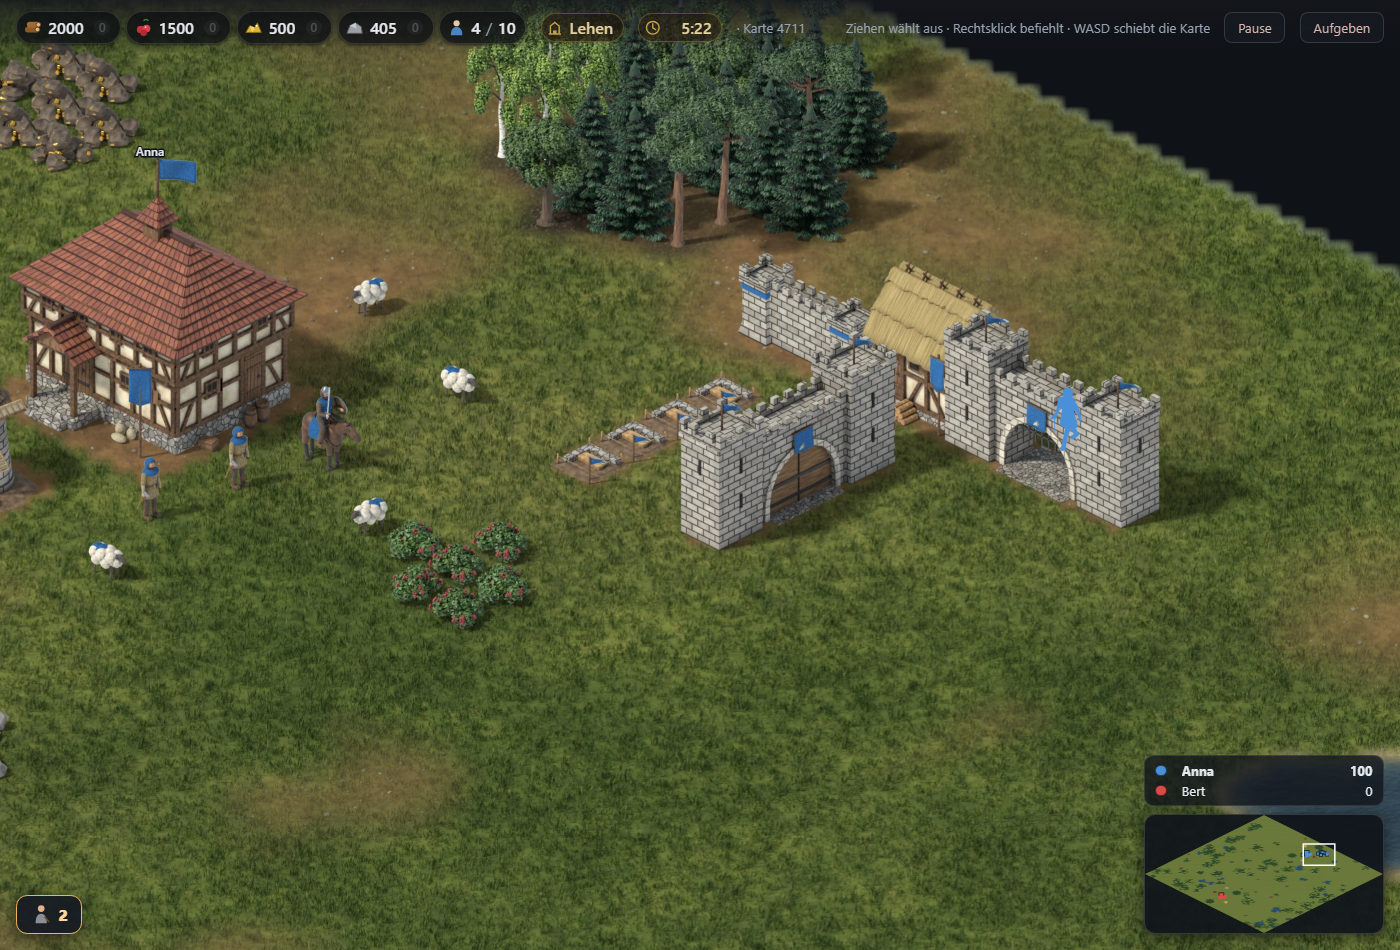 2000 0 1500 0 500 0 405 0 4 / 10 Lehen 5:22 · Karte 4711 Ziehen wählt aus · Rechtsklick befiehlt · WASD schiebt die Karte Pause Aufgeben
Anna
Anna 100
Bert 0
2